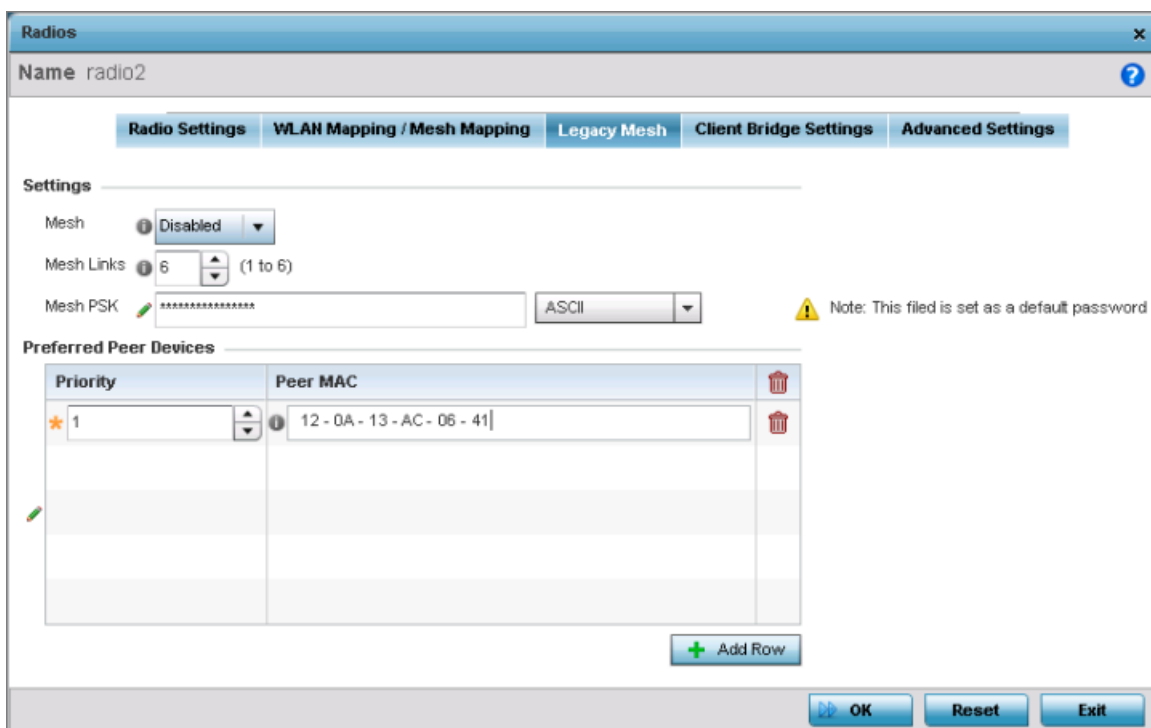 Radios
Name radio2
Radio Settings WLAN Mapping / Mesh Mapping Legacy Mesh Client Bridge Settings Advanced Settings
Settings
Mesh Disabled
Mesh Links 6 (1 to 6)
Mesh PSK **************** ASCII Note: This filed is set as a default password
Preferred Peer Devices
Priority Peer MAC
1 12 - 0A - 13 - AC - 06 - 41
Add Row
OK Reset Exit